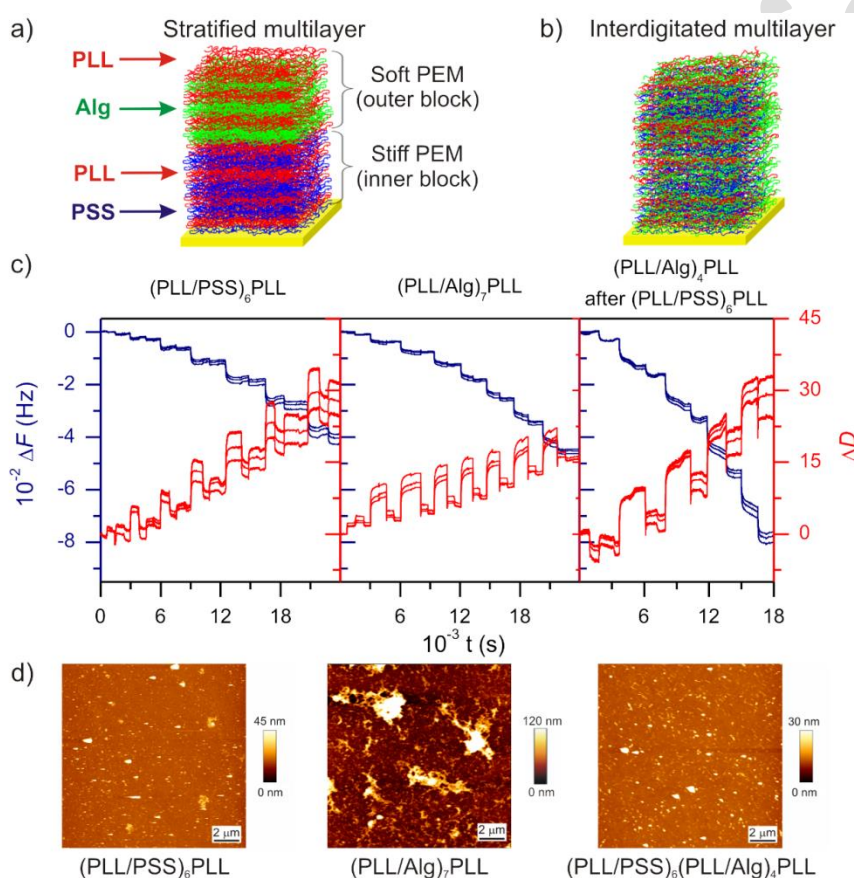 a)
Stratified multilayer
PLL
Alg
PLL
PSS
Soft PEM
(outer block)
Stiff PEM
(inner block)
b)
Interdigitated multilayer
c)
(PLL/PSS)₆PLL
(PLL/Alg)₇PLL
(PLL/Alg)₄PLL
after (PLL/PSS)₆PLL
10⁻² ΔF (Hz)
0
-2
-4
-6
-8
45
30
15
0
ΔD
0 6 12 18
6 12 18
6 12 18
10⁻³ t (s)
d)
45 nm
0 nm
2 μm
120 nm
0 nm
2 μm
30 nm
0 nm
2 μm
(PLL/PSS)₆PLL
(PLL/Alg)₇PLL
(PLL/PSS)₆(PLL/Alg)₄PLL